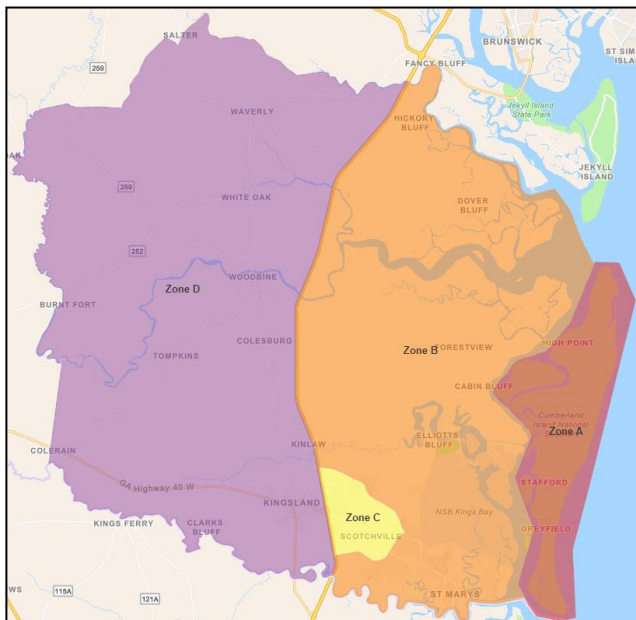 SALTER
259
FANCY BLUFF
BRUNSWICK
ST SIM
ISLAND
WAVERLY
HICKORY
BLUFF
Jekyll Island
State Park
JEKYLL
ISLAND
OAK
259
WHITE OAK
DOVER
BLUFF
252
WOODBINE
Zone D
BURNT FORT
COLESBURG
TOMPKINS
Zone B
FORESTVIEW
HIGH POINT
CABIN BLUFF
Cumberland
Island National
Zone A
ELLIOTTS
BLUFF
KINLAW
COLERAIN
GA Highway 40 W
KINGSLAND
STAFFORD
Zone C
NSB Kings Bay
KINGS FERRY
CLARKS
BLUFF
SCOTCHVILLE
GREYFIELD
WS
115A
121A
ST MARYS